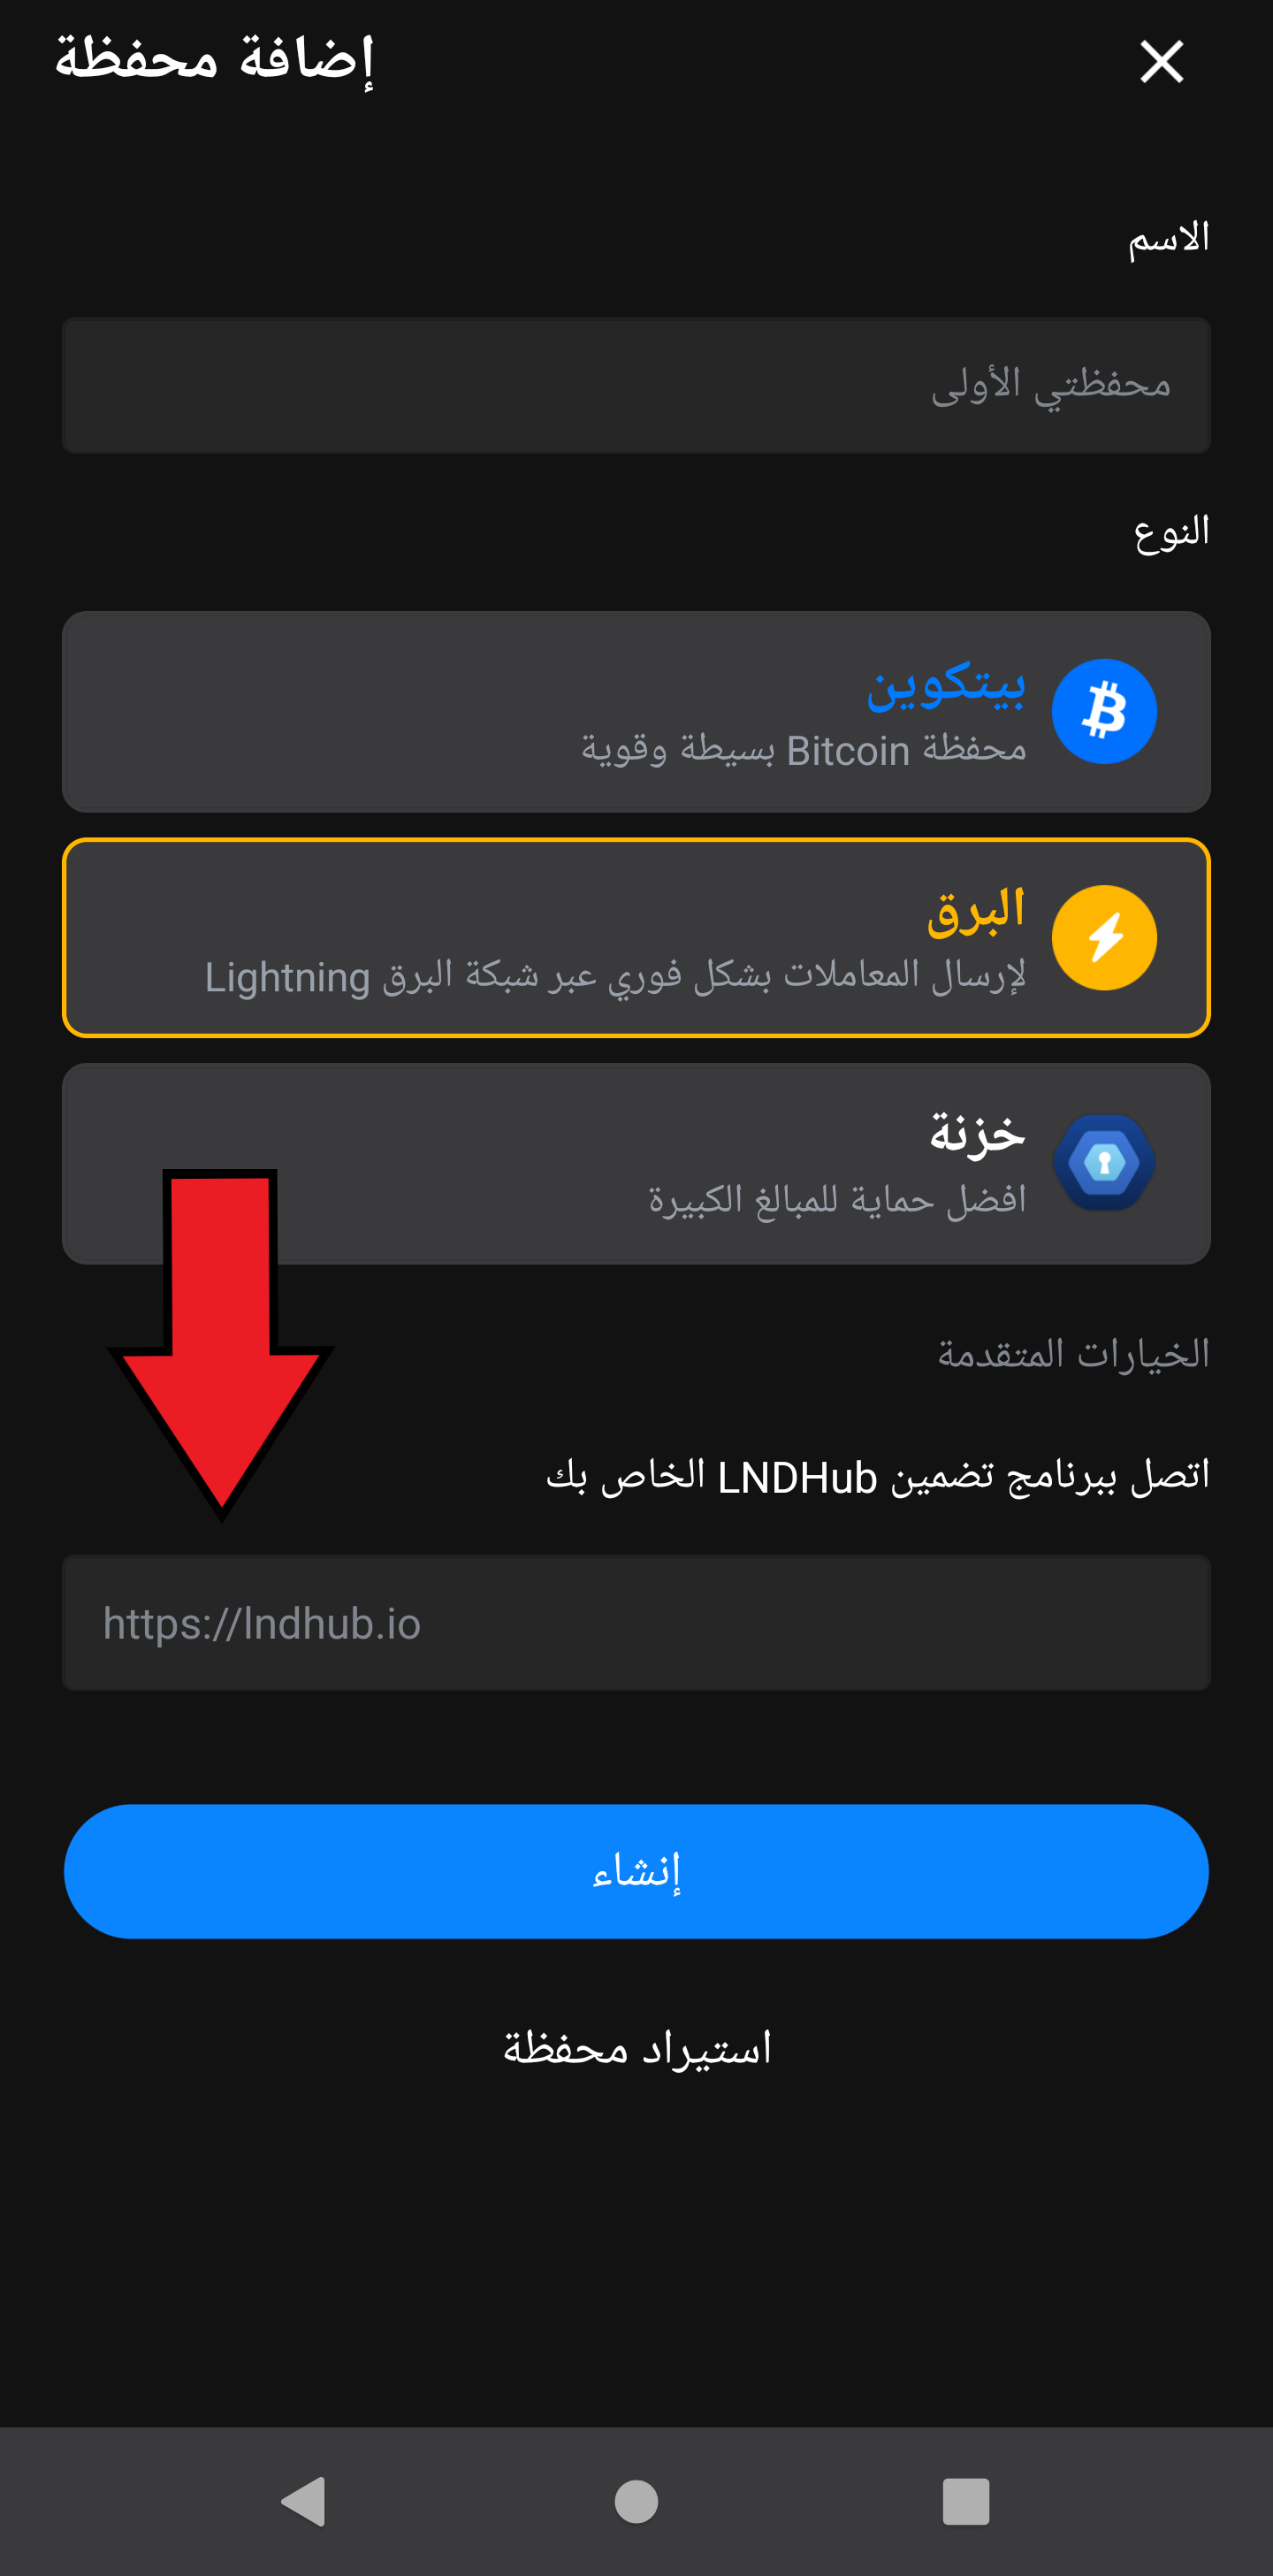 إضافة محفظة
الاسم
محفظتي الأولى
النوع
بيتكوين
محفظة Bitcoin بسيطة وقوية
البرق
لإرسال المعاملات بشكل فوري عبر شبكة البرق Lightning
خزنة
افضل حماية للمبالغ الكبيرة
الخيارات المتقدمة
اتصل ببرنامج تضمين LNDHub الخاص بك
https://lndhub.io
إنشاء
استيراد محفظة